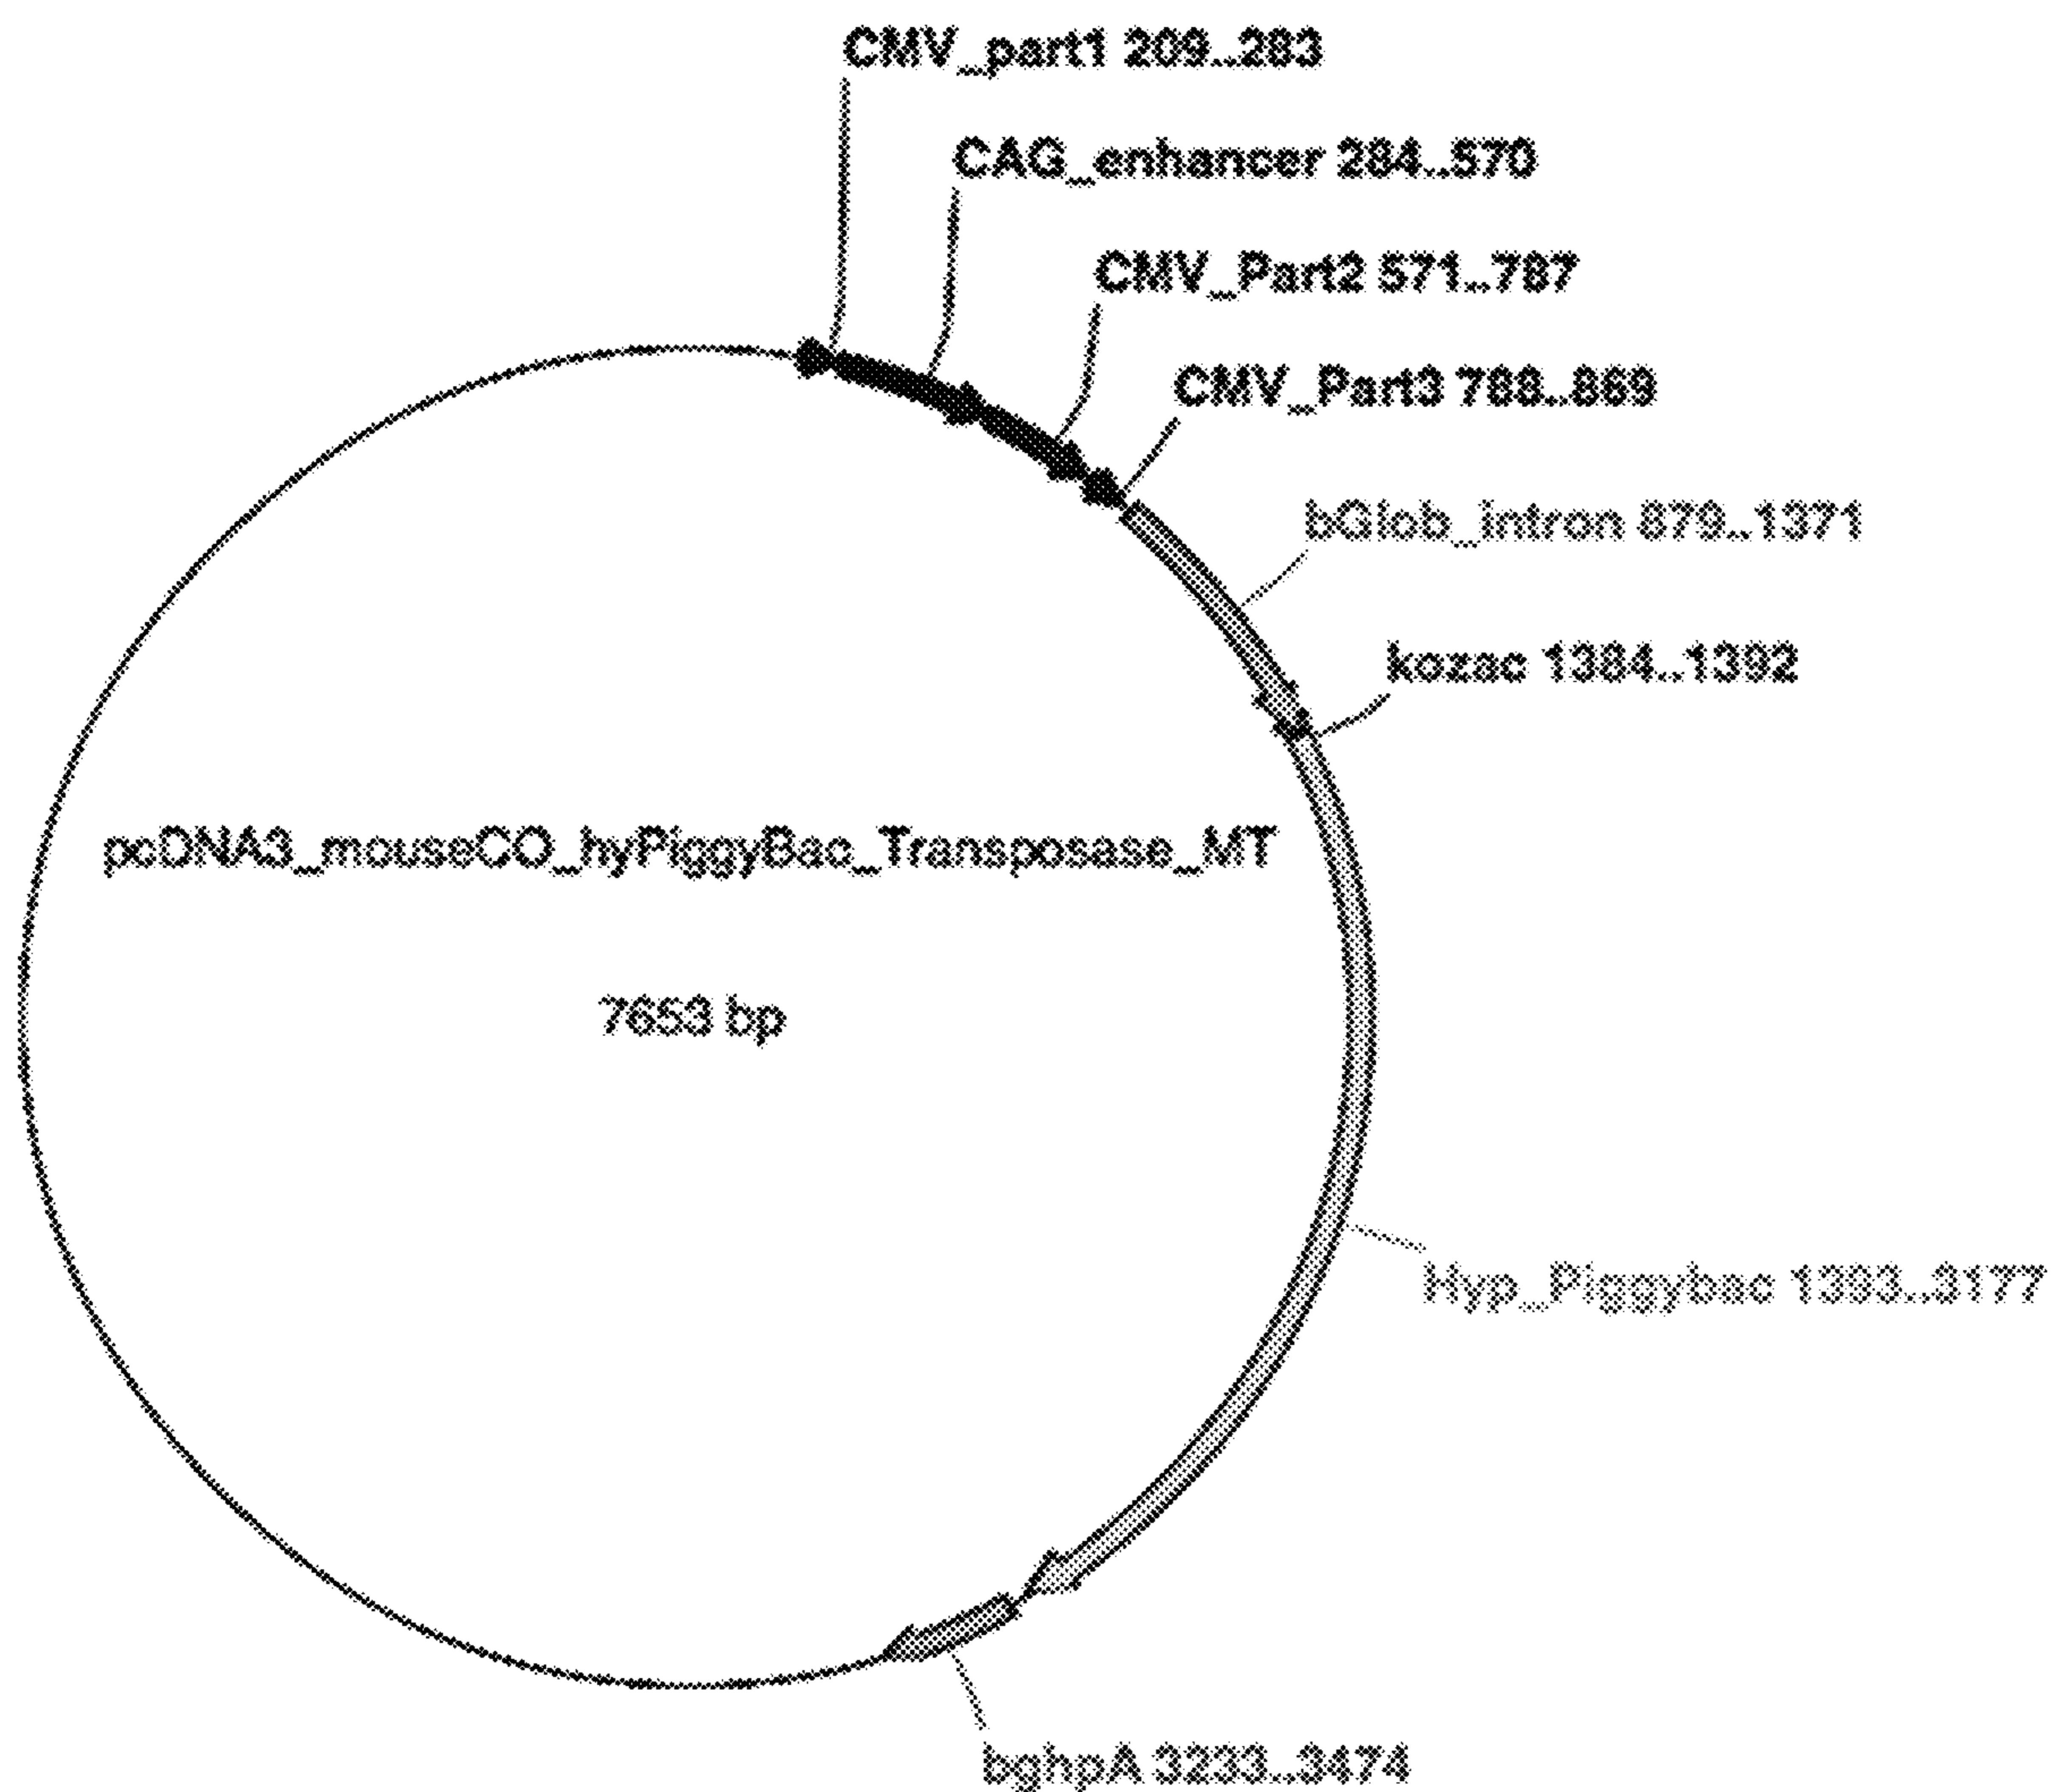 CMV_part1 209..283
CAG_enhancer 284..570
CMV_Part2 571..787
CMV_Part3 788..869
bGlob_intron 879..1371
kozac 1384..1392
pcDNA3_mouseCO_hyPiggyBac_Transposase_MT
7653 bp
Hyp_Piggybac 1393..3177
bghpA 3233..3474